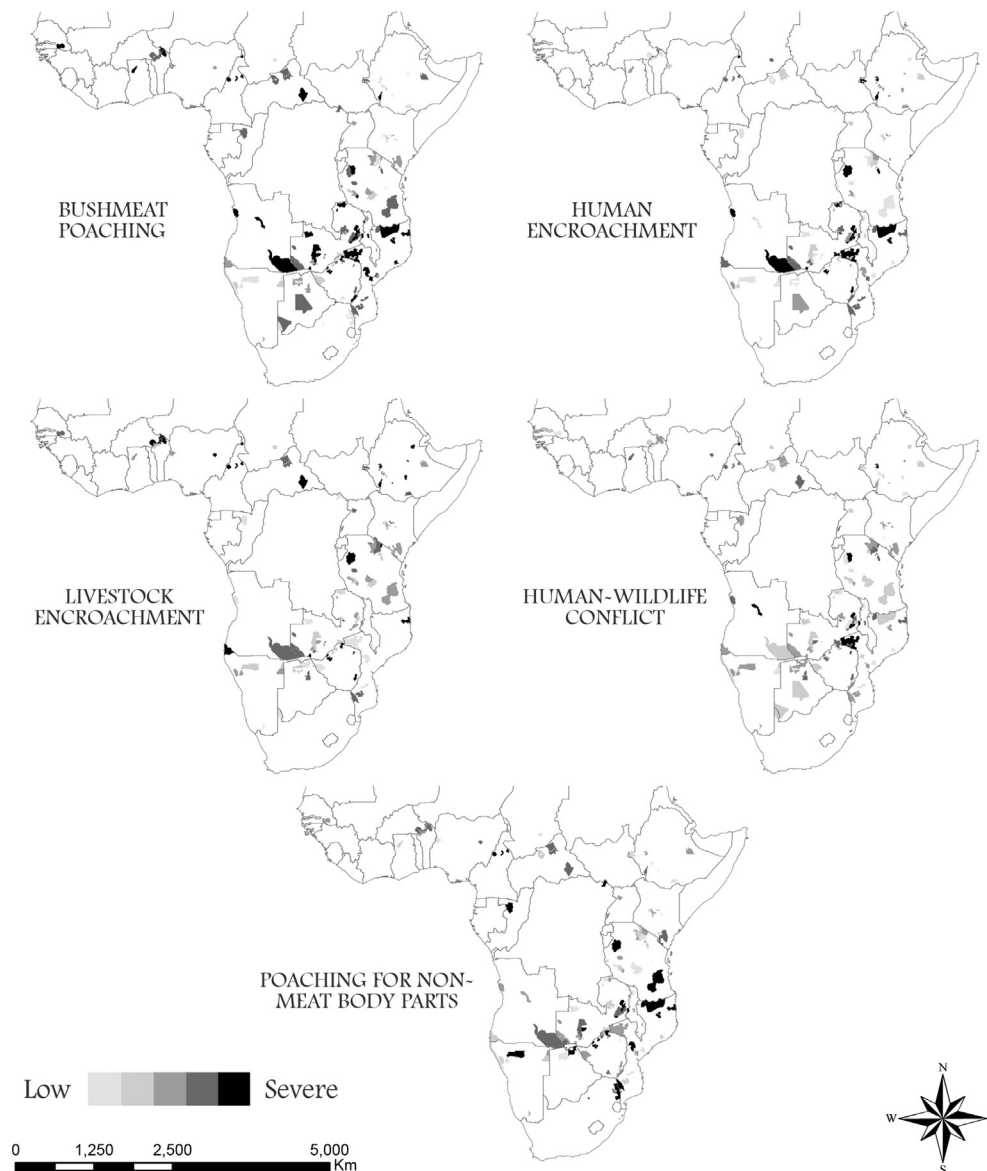 BUSHMEAT
POACHING
HUMAN
ENCROACHMENT
LIVESTOCK
ENCROACHMENT
HUMAN-WILDLIFE
CONFLICT
POACHING FOR NON-
MEAT BODY PARTS
Low Severe
0 1,250 2,500 5,000
Km
N
W E
S